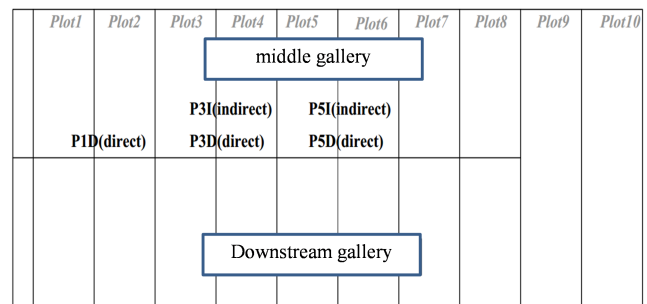 Plot1 Plot2 Plot3 Plot4 Plot5 Plot6 Plot7 Plot8 Plot9 Plot10
middle gallery
P3I(indirect) P5I(indirect)
P1D(direct) P3D(direct) P5D(direct)
Downstream gallery